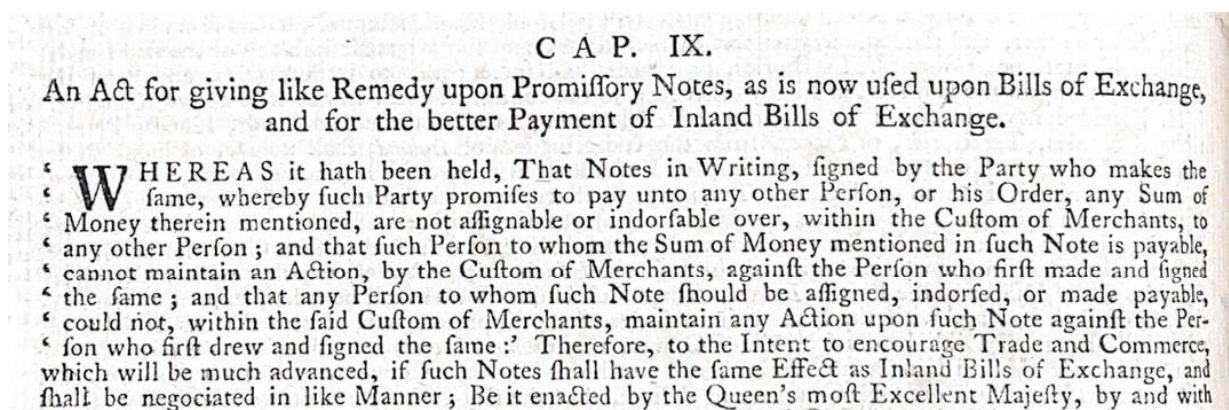 C A P. IX.
An Act for giving like Remedy upon Promiſſory Notes, as is now uſed upon Bills of Exchange,
and for the better Payment of Inland Bills of Exchange.
‘ WHEREAS it hath been held, That Notes in Writing, ſigned by the Party who makes the
‘ ſame, whereby ſuch Party promiſes to pay unto any other Perſon, or his Order, any Sum of
‘ Money therein mentioned, are not aſſignable or indorſable over, within the Cuſtom of Merchants, to
‘ any other Perſon ; and that ſuch Perſon to whom the Sum of Money mentioned in ſuch Note is payable,
‘ cannot maintain an Action, by the Cuſtom of Merchants, againſt the Perſon who firſt made and ſigned
‘ the ſame ; and that any Perſon to whom ſuch Note ſhould be aſſigned, indorſed, or made payable,
‘ could not, within the ſaid Cuſtom of Merchants, maintain any Action upon ſuch Note againſt the Per-
‘ ſon who firſt drew and ſigned the ſame :’ Therefore, to the Intent to encourage Trade and Commerce,
which will be much advanced, if ſuch Notes ſhall have the ſame Effect as Inland Bills of Exchange, and
ſhall be negociated in like Manner ; Be it enacted by the Queen's moſt Excellent Majeſty, by and with